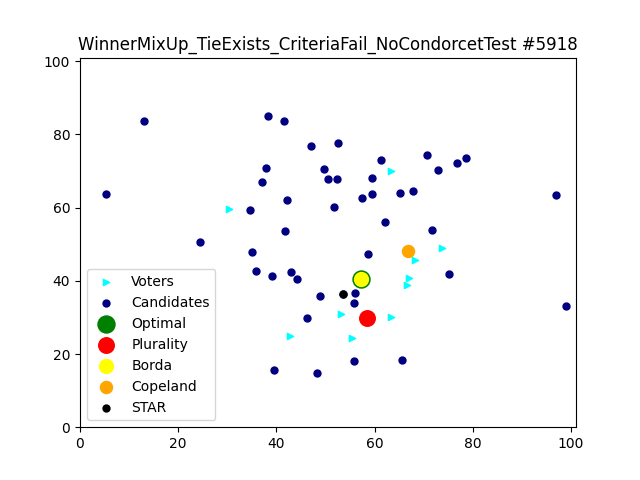 WinnerMixUp_TieExists_CriteriaFail_NoCondorcetTest #5918
100
80
60
40
20
0
Voters
Candidates
Optimal
Plurality
Borda
Copeland
STAR
0 20 40 60 80 100